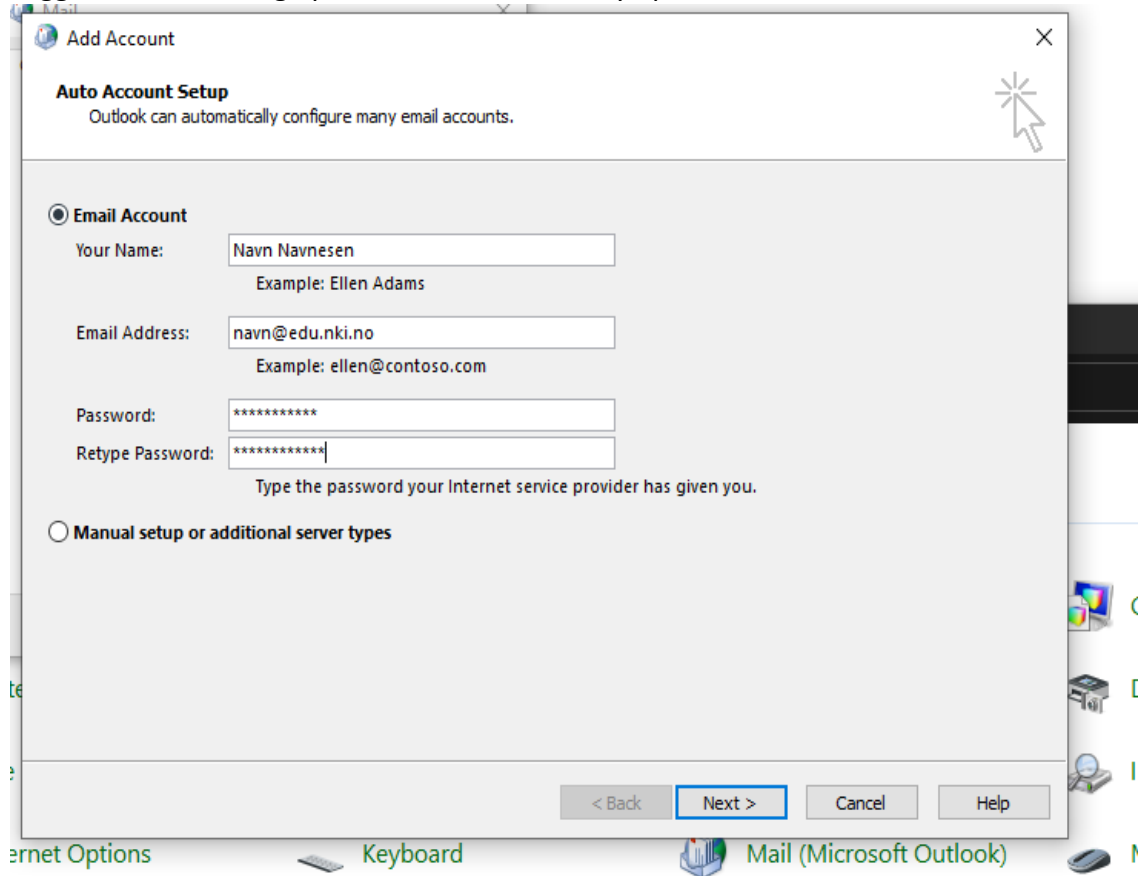 Mail
Add Account
Auto Account Setup
Outlook can automatically configure many email accounts.
Email Account
Your Name: Navn Navnesen
Example: Ellen Adams
Email Address: navn@edu.nki.no
Example: ellen@contoso.com
Password: ***********
Retype Password: ************
Type the password your Internet service provider has given you.
Manual setup or additional server types
< Back Next > Cancel Help
Options Keyboard Mail (Microsoft Outlook)